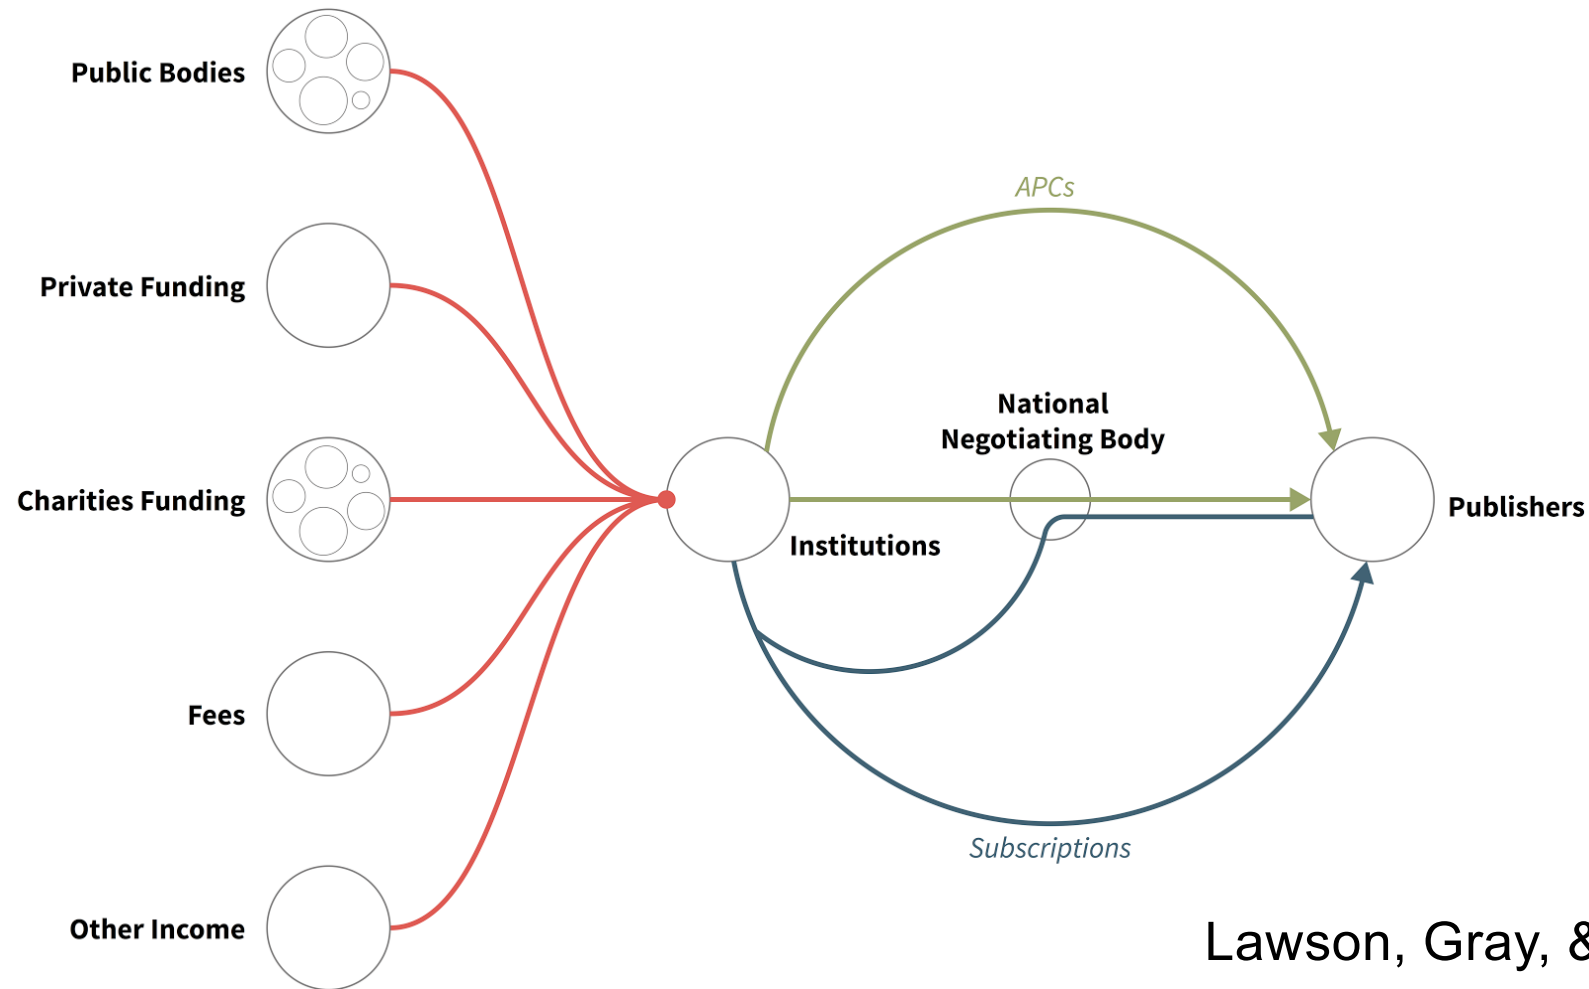 Public Bodies
Private Funding
Charities Funding
Fees
Other Income
APCs
National
Negotiating Body
Institutions
Publishers
Subscriptions
Lawson, Gray, &